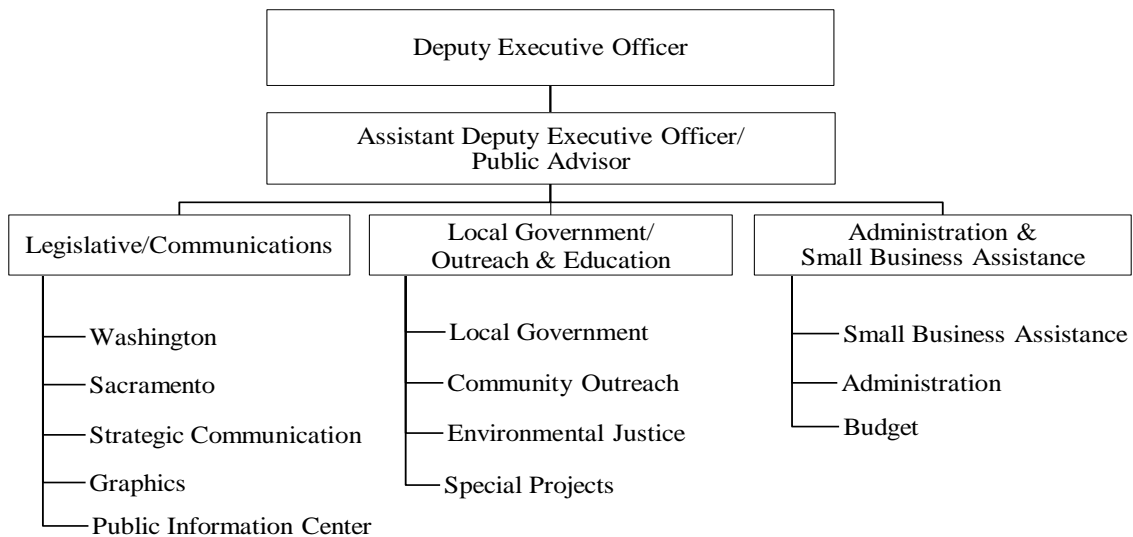 Deputy Executive Officer
Assistant Deputy Executive Officer/
Public Advisor
Legislative/Communications
Washington
Sacramento
Strategic Communication
Graphics
Public Information Center
Local Government/
Outreach & Education
Local Government
Community Outreach
Environmental Justice
Special Projects
Administration &
Small Business Assistance
Small Business Assistance
Administration
Budget